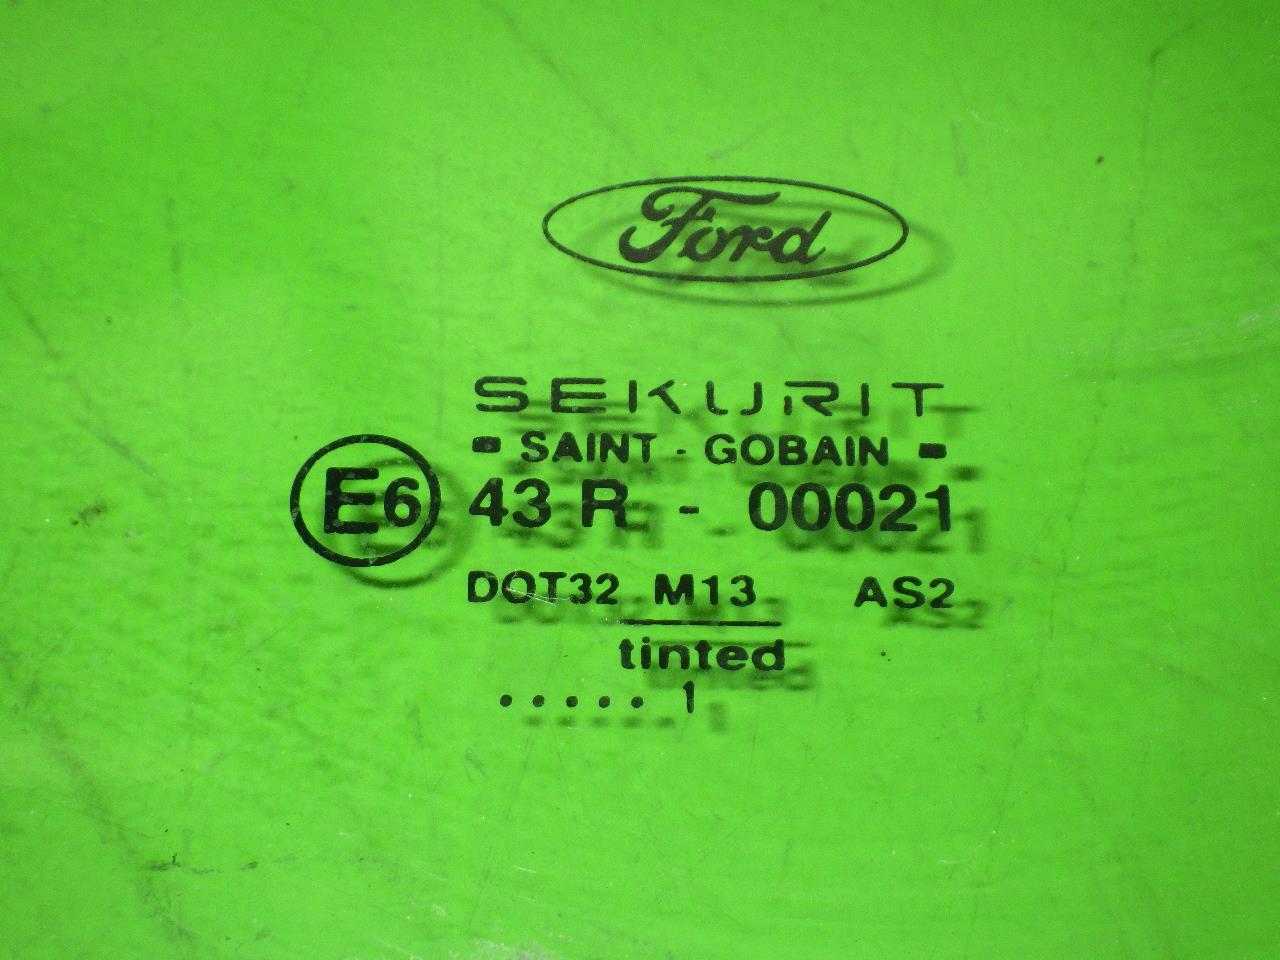 Ford
SEKURIT
SAINT - GOBAIN
E6 43 R - 00021
DOT32 M13 AS2
tinted
. . . . . 1